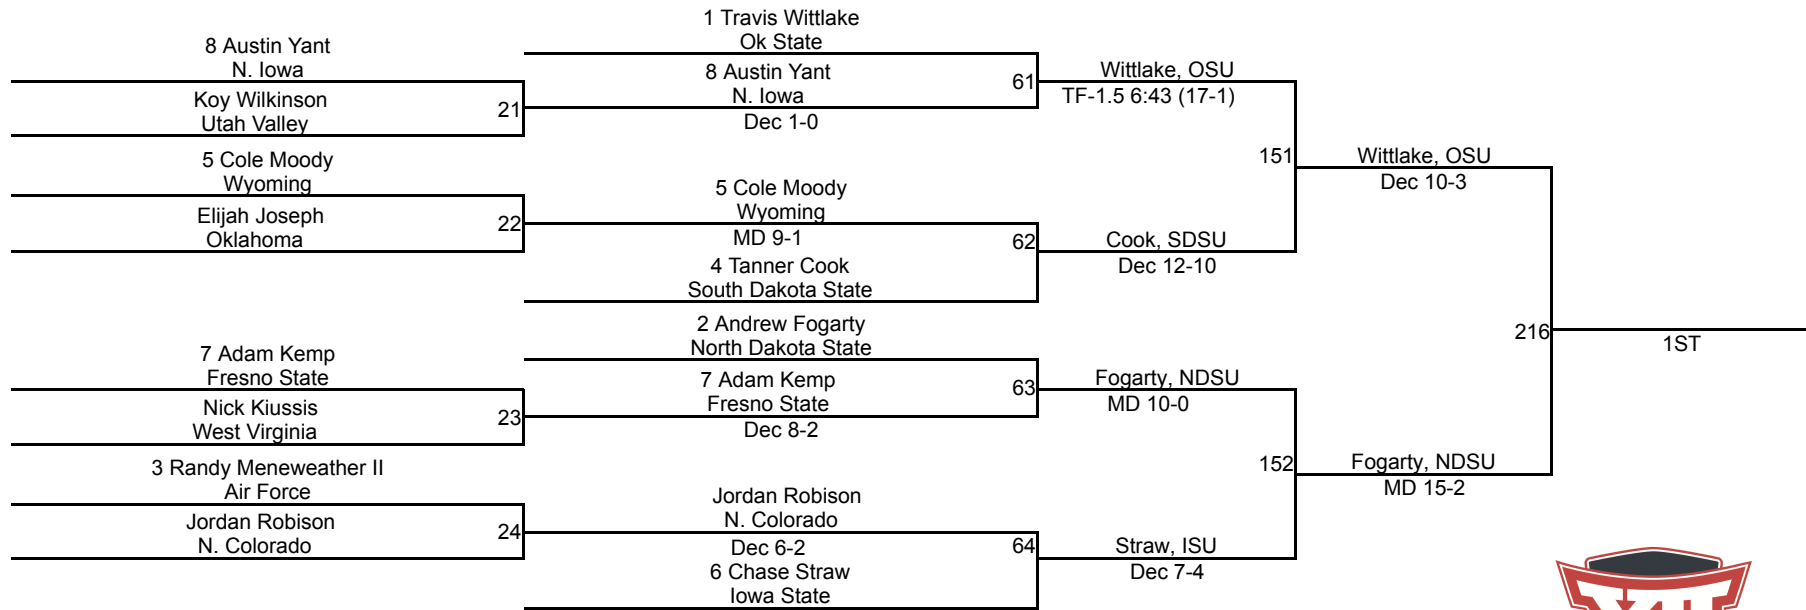 8 Austin Yant
N. Iowa
Koy Wilkinson
Utah Valley
21
5 Cole Moody
Wyoming
Elijah Joseph
Oklahoma
22
7 Adam Kemp
Fresno State
Nick Kiussis
West Virginia
23
3 Randy Meneweather II
Air Force
Jordan Robison
N. Colorado
24
1 Travis Wittlake
Ok State
8 Austin Yant
N. Iowa
Dec 1-0
61
5 Cole Moody
Wyoming
MD 9-1
4 Tanner Cook
South Dakota State
62
2 Andrew Fogarty
North Dakota State
7 Adam Kemp
Fresno State
Dec 8-2
63
Jordan Robison
N. Colorado
Dec 6-2
6 Chase Straw
Iowa State
64
Wittlake, OSU
TF-1.5 6:43 (17-1)
151
Cook, SDSU
Dec 12-10
Fogarty, NDSU
MD 10-0
152
Straw, ISU
Dec 7-4
Wittlake, OSU
Dec 10-3
216
Fogarty, NDSU
MD 15-2
1ST